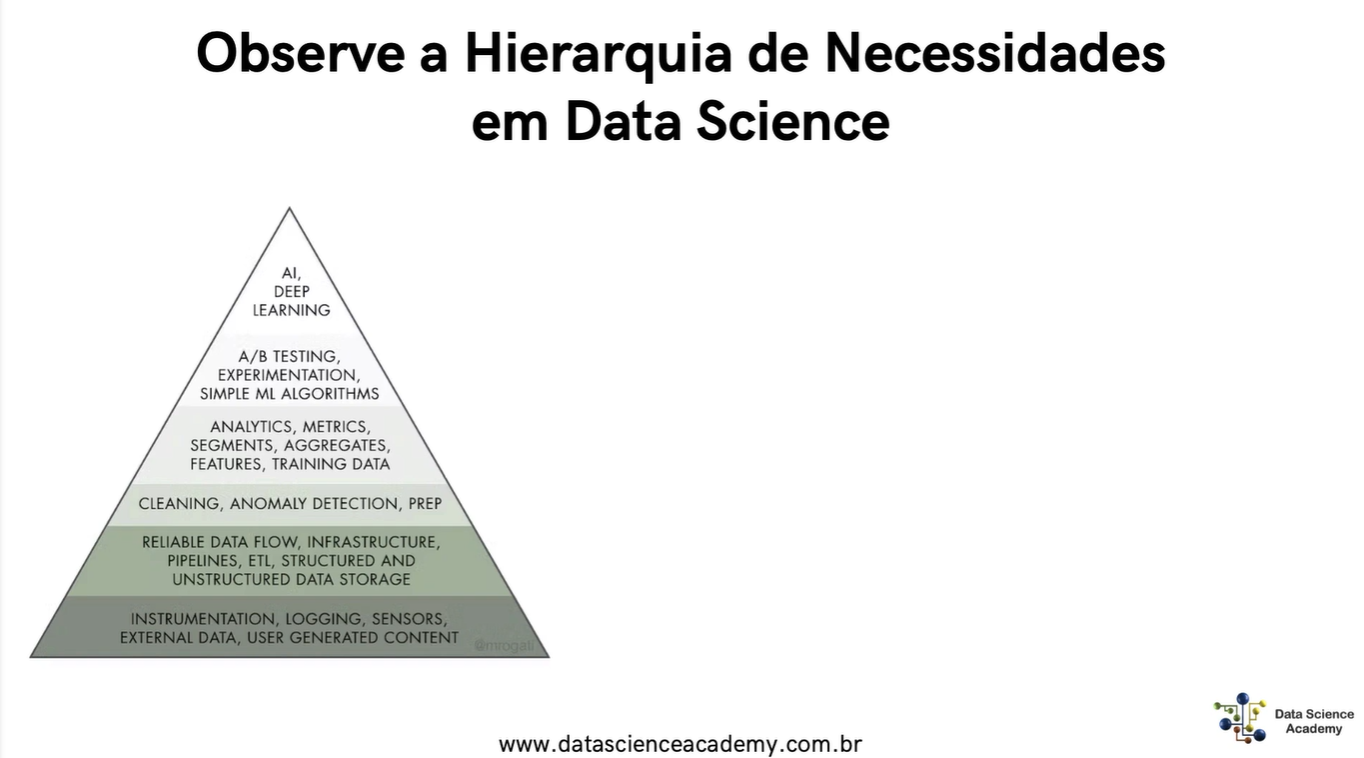 Observe a Hierarquia de Necessidades
em Data Science
AI,
DEEP
LEARNING
A/B TESTING,
EXPERIMENTATION,
SIMPLE ML ALGORITHMS
ANALYTICS, METRICS,
SEGMENTS, AGGREGATES,
FEATURES, TRAINING DATA
CLEANING, ANOMALY DETECTION, PREP
RELIABLE DATA FLOW, INFRASTRUCTURE,
PIPELINES, ETL, STRUCTURED AND
UNSTRUCTURED DATA STORAGE
INSTRUMENTATION, LOGGING, SENSORS,
EXTERNAL DATA, USER GENERATED CONTENT
@mrogati
www.datascienceacademy.com.br
Data Science
Academy